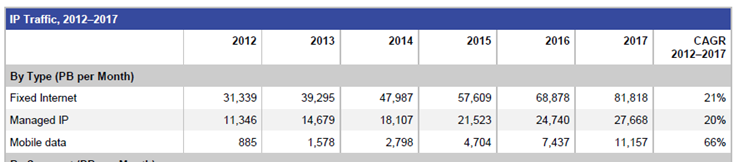 IP Traffic, 2012–2017
2012 2013 2014 2015 2016 2017 CAGR
2012–2017
By Type (PB per Month)
Fixed Internet 31,339 39,295 47,987 57,609 68,878 81,818 21%
Managed IP 11,346 14,679 18,107 21,523 24,740 27,668 20%
Mobile data 885 1,578 2,798 4,704 7,437 11,157 66%